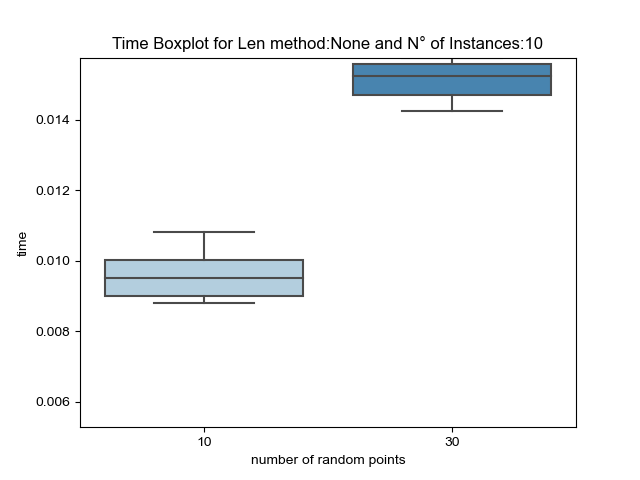 Time Boxplot for Len method:None and N° of Instances:10
0.014
0.012
0.010
0.008
0.006
time
10 30
number of random points